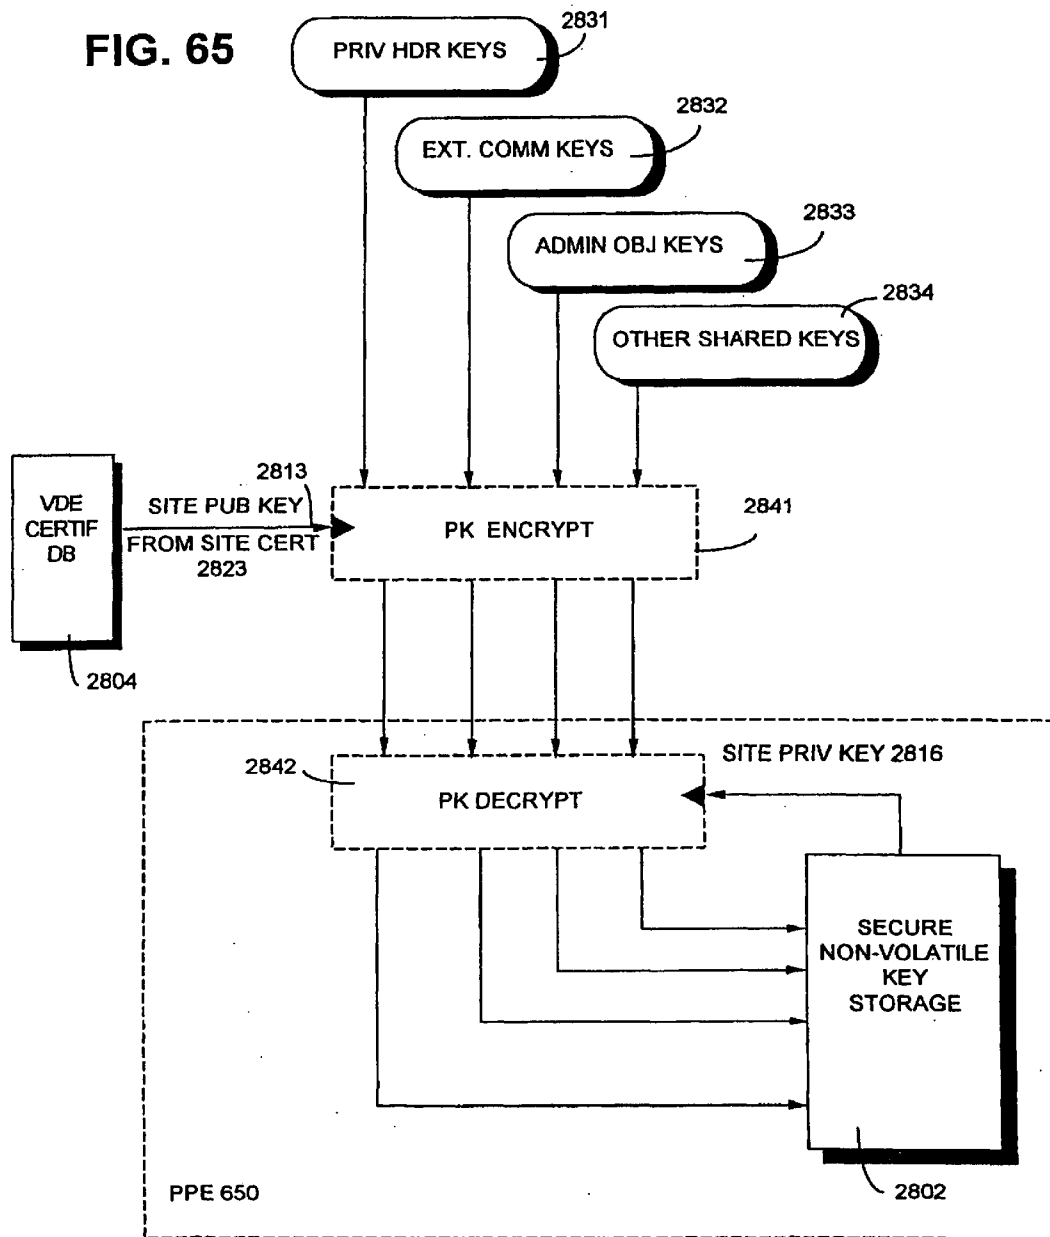 FIG. 65
PRIV HDR KEYS
2831
EXT. COMM KEYS
2832
ADMIN OBJ KEYS
2833
OTHER SHARED KEYS
2834
VDE
CERTIF
DB
2804
2813
SITE PUB KEY
FROM SITE CERT
2823
PK ENCRYPT
2841
2842
PK DECRYPT
SITE PRIV KEY 2816
SECURE
NON-VOLATILE
KEY
STORAGE
2802
PPE 650